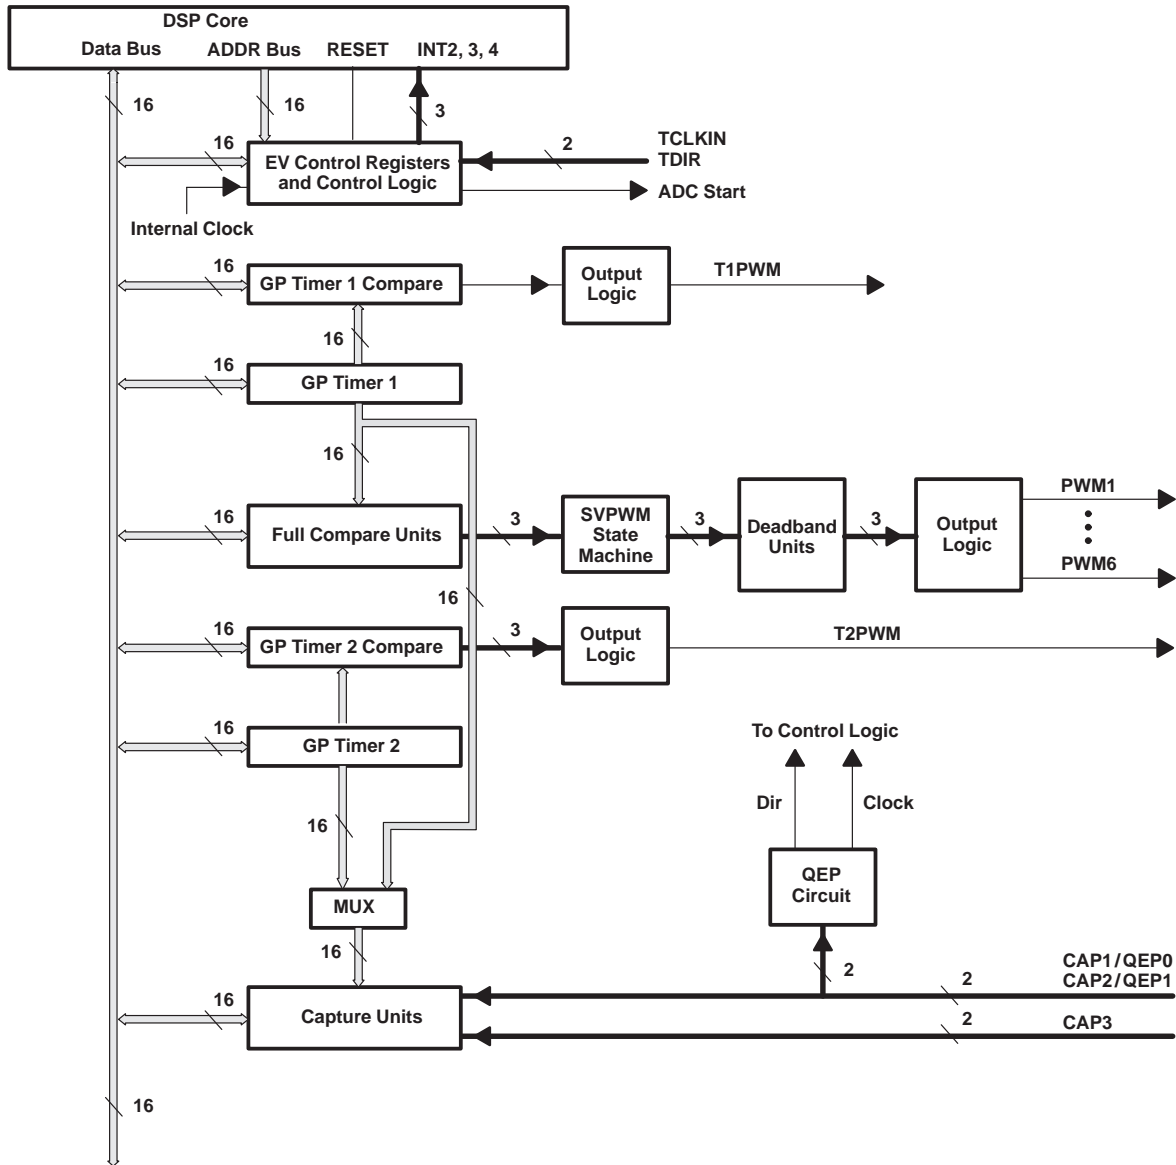 DSP Core
Data Bus
ADDR Bus
RESET
INT2, 3, 4
16
16
3
16
EV Control Registers
and Control Logic
2
TCLKIN
TDIR
ADC Start
Internal Clock
16
GP Timer 1 Compare
Output
Logic
T1PWM
16
16
GP Timer 1
16
16
Full Compare Units
3
SVPWM
State
Machine
3
Deadband
Units
3
Output
Logic
PWM1
PWM6
16
16
GP Timer 2 Compare
3
Output
Logic
T2PWM
16
GP Timer 2
To Control Logic
Dir
Clock
16
QEP
Circuit
MUX
16
2
2
CAP1/QEP0
CAP2/QEP1
16
Capture Units
2
CAP3
16